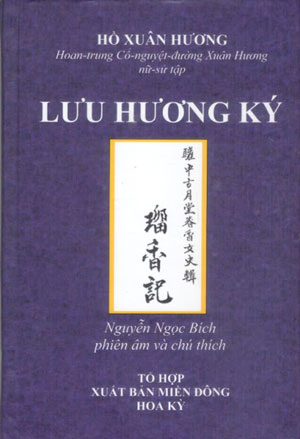 HỒ XUÂN HƯƠNG
Hoan-trung Cổ-nguyệt-đường Xuân Hương
nữ-sử tập
LƯU HƯƠNG KÝ
驩中古月堂春香女史輯
瑠香記
Nguyễn Ngọc Bích
phiên âm và chú thích
TỔ HỢP
XUẤT BẢN MIỀN ĐÔNG
HOA KỲ